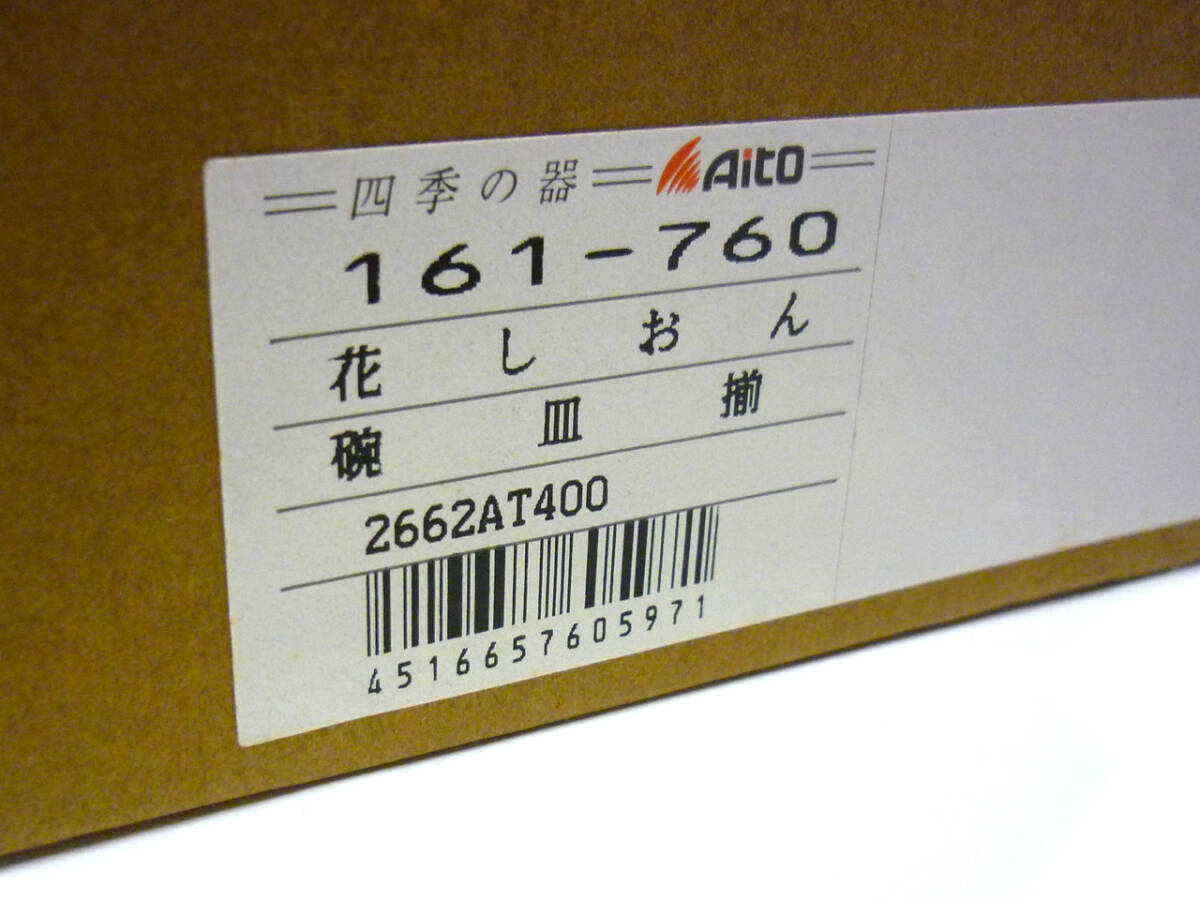 四季の器 Aito
161-760
花しおん
碗皿揃
2662AT400
4516657605971